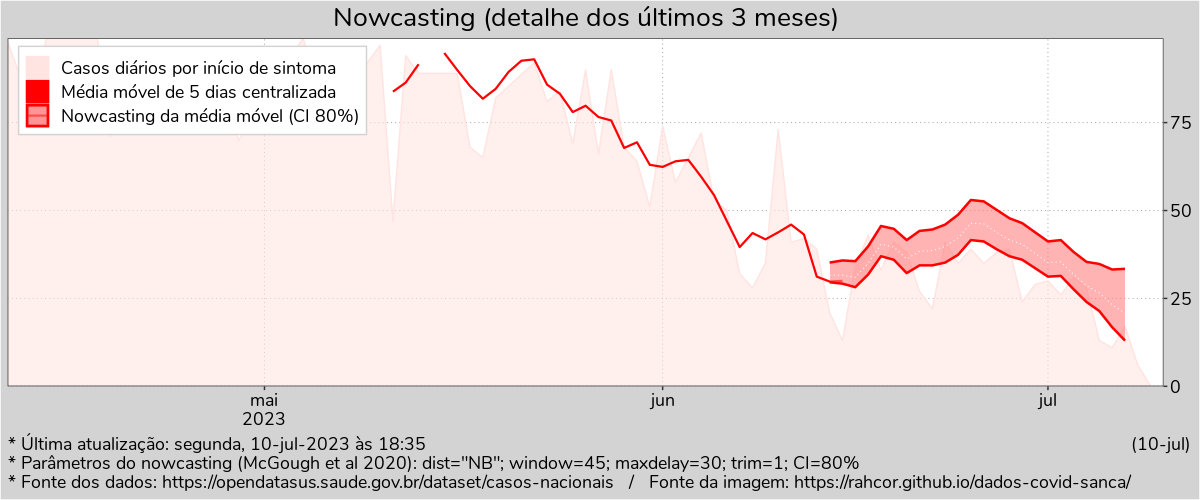 Nowcasting (detalhe dos últimos 3 meses)
Casos diários por início de sintoma
Média móvel de 5 dias centralizada
Nowcasting da média móvel (CI 80%)
75
50
25
0
mai
2023
jun
jul
* Última atualização: segunda, 10-jul-2023 às 18:35
(10-jul)
* Parâmetros do nowcasting (McGough et al 2020): dist="NB"; window=45; maxdelay=30; trim=1; CI=80%
* Fonte dos dados: https://opendatasus.saude.gov.br/dataset/casos-nacionais / Fonte da imagem: https://rahcor.github.io/dados-covid-sanca/